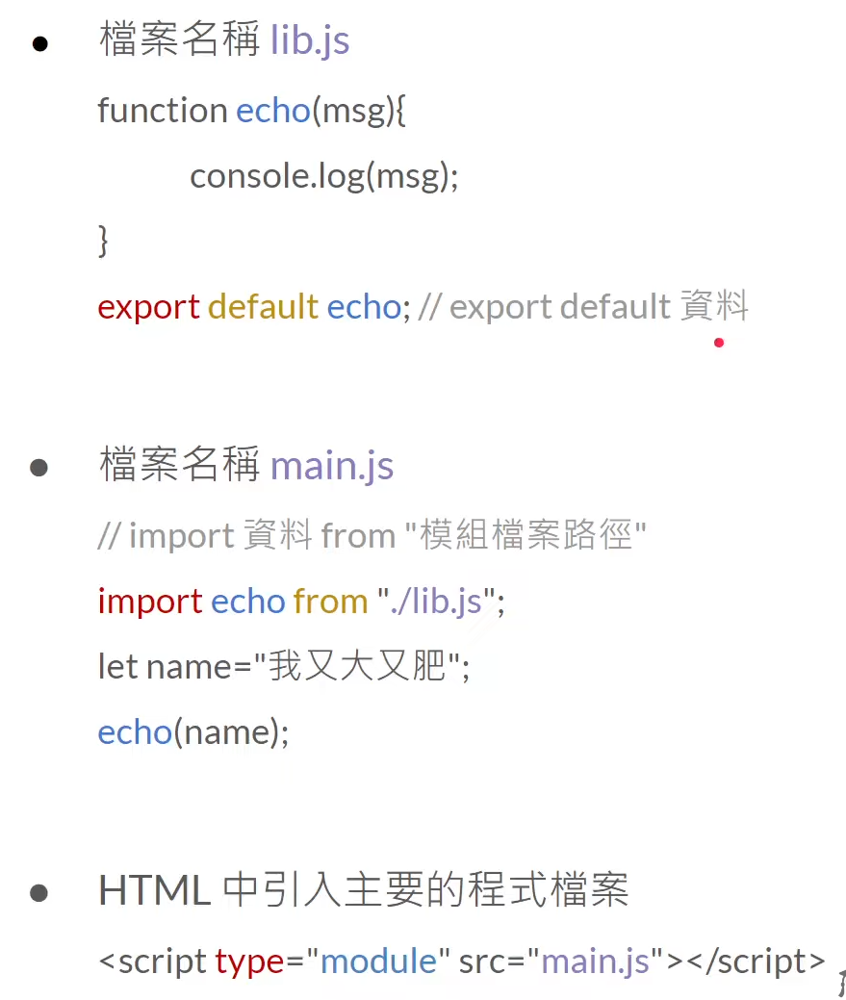 ● 檔案名稱 lib.js
function echo(msg){
console.log(msg);
}
export default echo; // export default 資料
● 檔案名稱 main.js
// import 資料 from "模組檔案路徑"
import echo from "./lib.js";
let name="我又大又肥";
echo(name);
● HTML 中引入主要的程式檔案
<script type="module" src="main.js"></script>